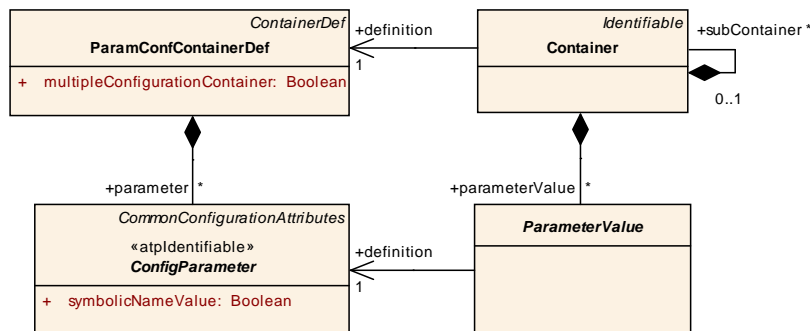 ContainerDef
ParamConfContainerDef
+ multipleConfigurationContainer: Boolean
+definition
1
Identifiable
Container
+subContainer *
0..1
+parameter *
+parameterValue *
CommonConfigurationAttributes
«atpIdentifiable»
ConfigParameter
+ symbolicNameValue: Boolean
+definition
1
ParameterValue